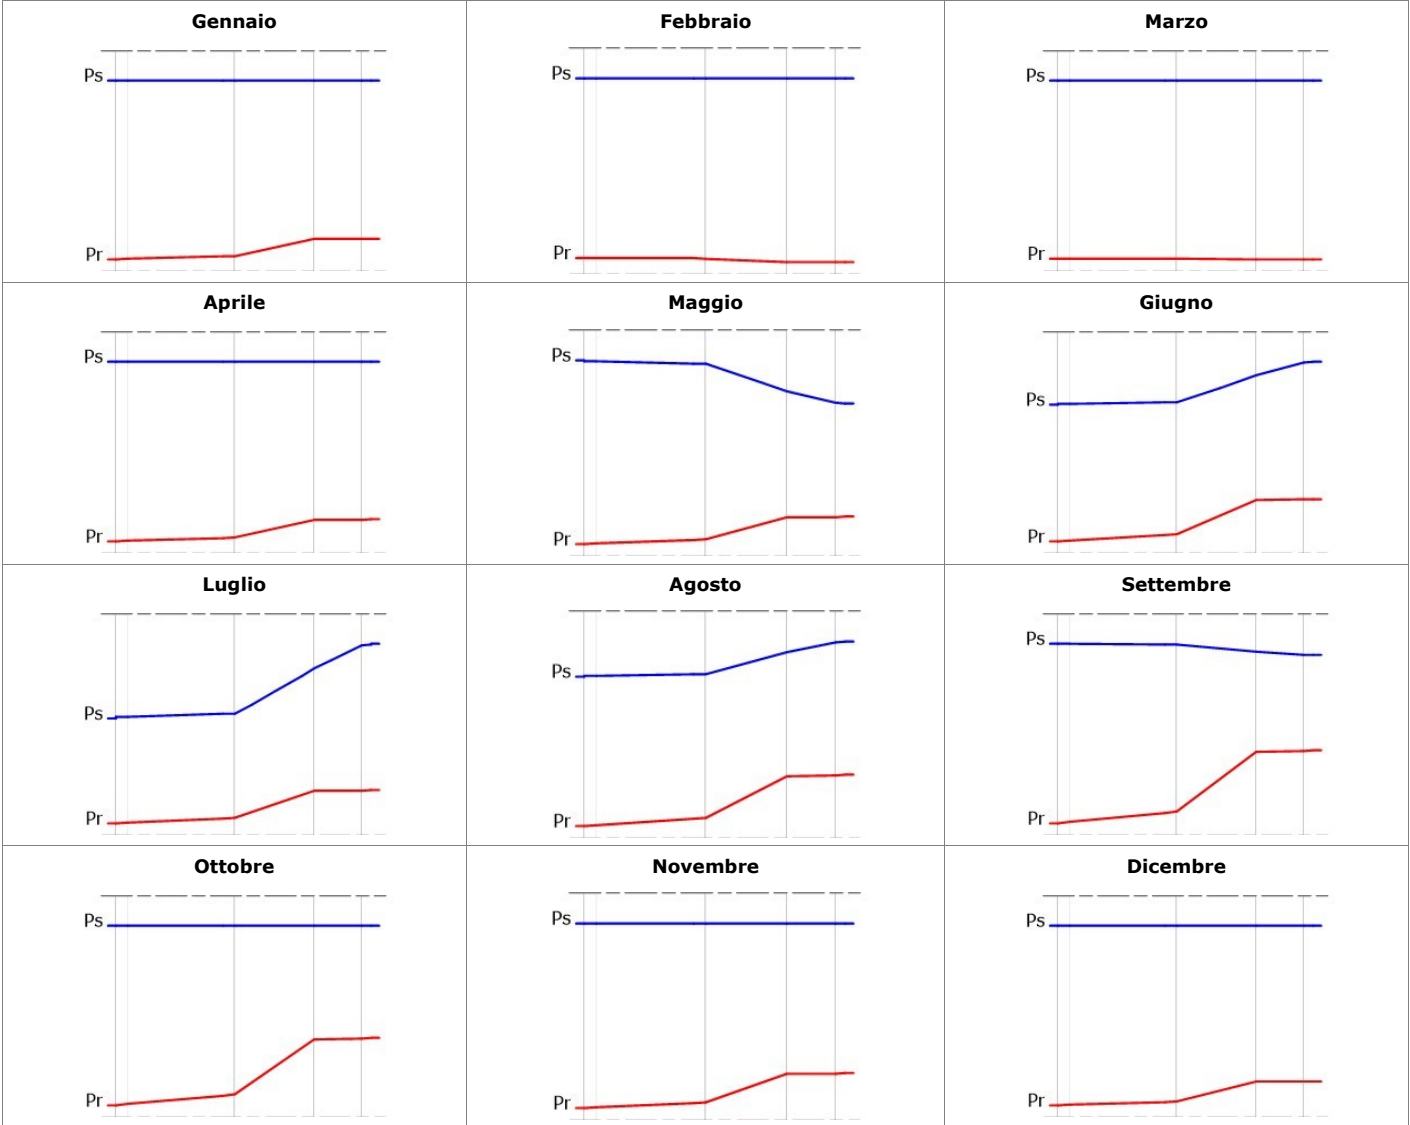 Gennaio
Febbraio
Marzo
Ps
Ps
Ps
Pr
Pr
Pr
Aprile
Maggio
Giugno
Ps
Ps
Ps
Pr
Pr
Pr
Luglio
Agosto
Settembre
Ps
Ps
Ps
Pr
Pr
Pr
Ottobre
Novembre
Dicembre
Ps
Ps
Ps
Pr
Pr
Pr